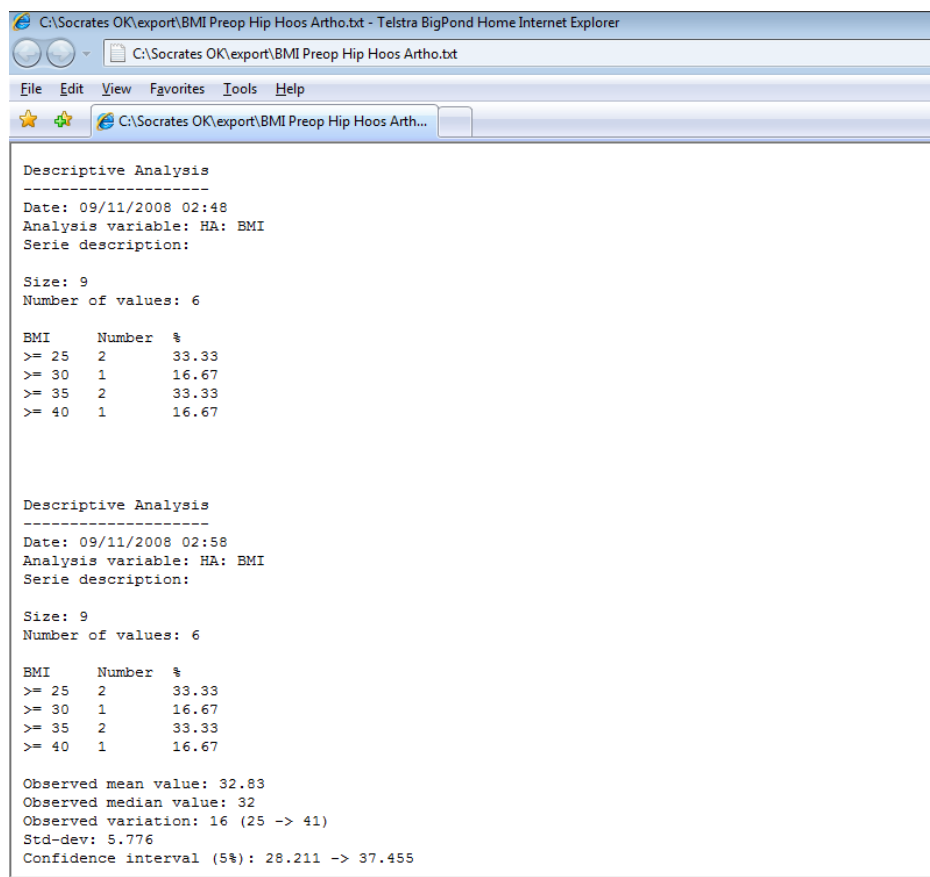 C:\Socrates OK\export\BMI Preop Hip Hoos Artho.txt - Telstra BigPond Home Internet Explorer
C:\Socrates OK\export\BMI Preop Hip Hoos Artho.txt
File Edit View Favorites Tools Help
C:\Socrates OK\export\BMI Preop Hip Hoos Arth...
Descriptive Analysis
--------------------
Date: 09/11/2008 02:48
Analysis variable: HA: BMI
Serie description:
Size: 9
Number of values: 6
BMI Number %
>= 25 2 33.33
>= 30 1 16.67
>= 35 2 33.33
>= 40 1 16.67
Descriptive Analysis
--------------------
Date: 09/11/2008 02:58
Analysis variable: HA: BMI
Serie description:
Size: 9
Number of values: 6
BMI Number %
>= 25 2 33.33
>= 30 1 16.67
>= 35 2 33.33
>= 40 1 16.67
Observed mean value: 32.83
Observed median value: 32
Observed variation: 16 (25 -> 41)
Std-dev: 5.776
Confidence interval (5%): 28.211 -> 37.455